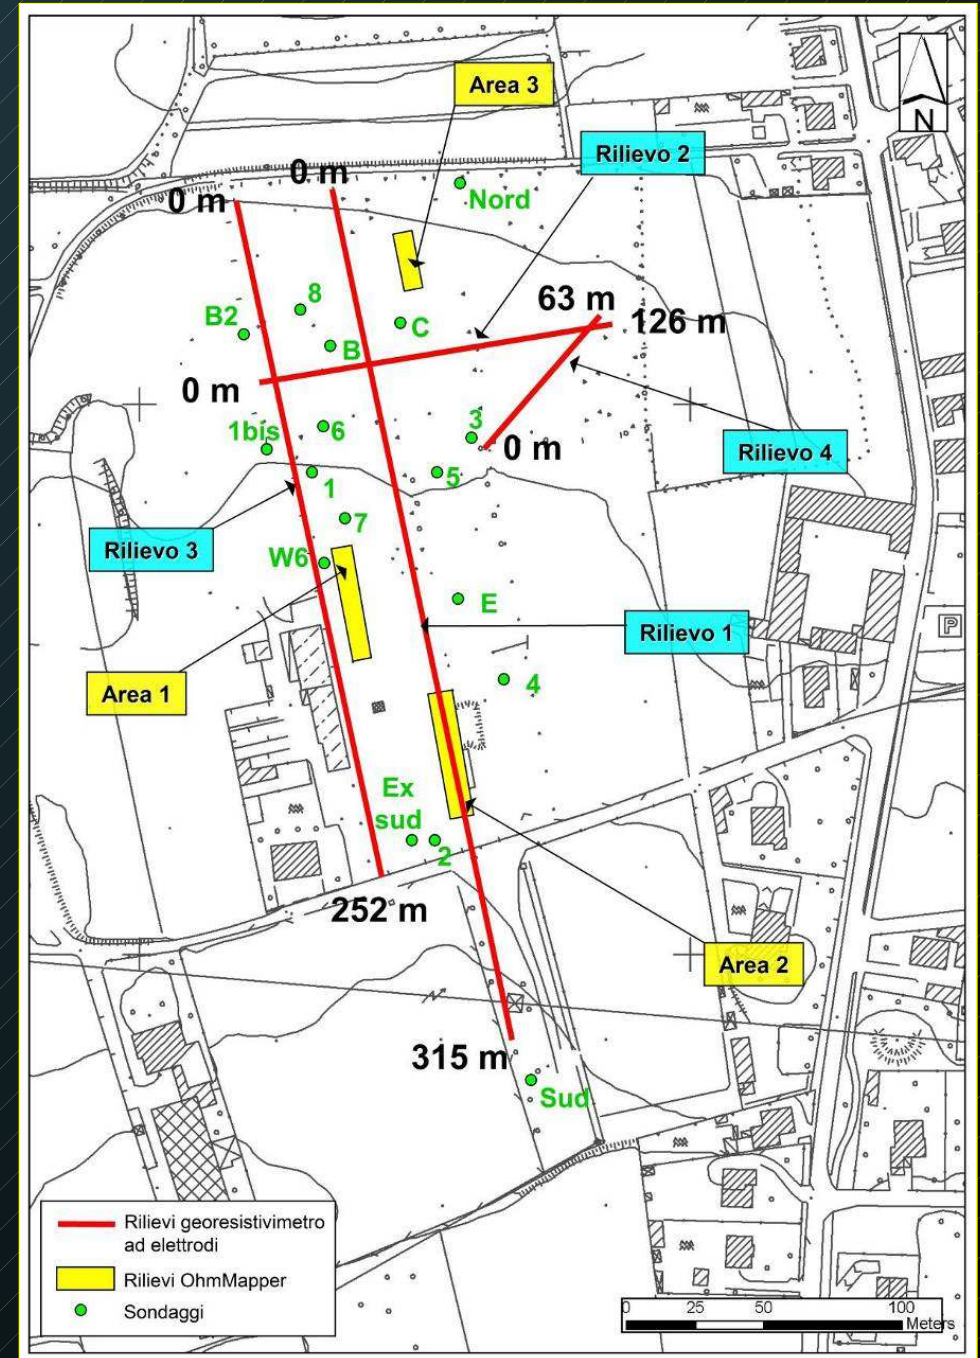 Area 3
N
Rilievo 2
0 m
0 m
Nord
63 m
126 m
8
B2
C
B
0 m
3
6
1bis
0 m
Rilievo 4
5
1
7
Rilievo 3
W6
E
P
Rilievo 1
4
Area 1
Ex
sud
2
252 m
Area 2
315 m
Sud
Rilievi georesistivimetro
ad elettrodi
Rilievi OhmMapper
Sondaggi
0 25 50 100
Meters